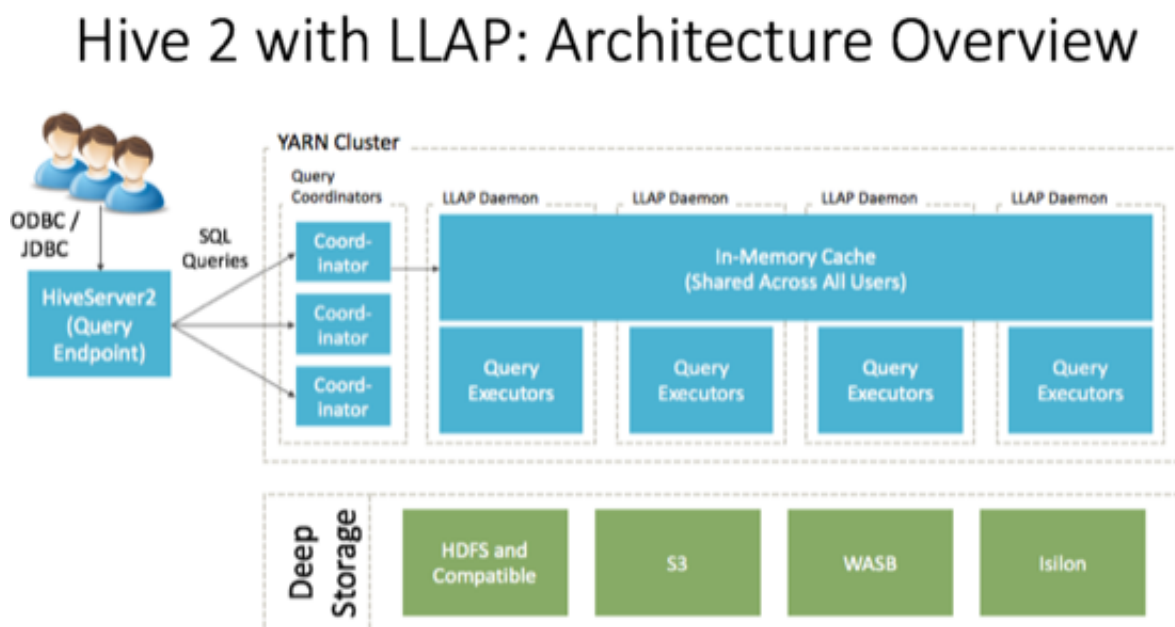 Hive 2 with LLAP: Architecture Overview
YARN Cluster
Query
Coordinators
LLAP Daemon
LLAP Daemon
LLAP Daemon
LLAP Daemon
ODBC /
JDBC
SQL
Queries
HiveServer2
(Query
Endpoint)
Coord-
inator
Coord-
inator
Coord-
inator
In-Memory Cache
(Shared Across All Users)
Query
Executors
Query
Executors
Query
Executors
Query
Executors
Deep
Storage
HDFS and
Compatible
S3
WASB
Isilon